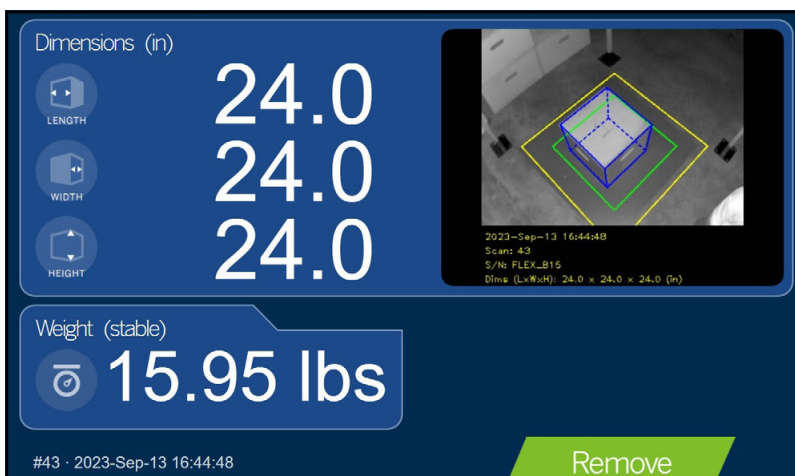 Dimensions (in)
LENGTH
24.0
WIDTH
24.0
HEIGHT
24.0
2023-Sep-13 16:44:48
Scan: 43
S/N: FLEX_B15
Dims (LxWxH): 24.0 x 24.0 x 24.0 (in)
Weight (stable)
15.95 lbs
#43 · 2023-Sep-13 16:44:48
Remove